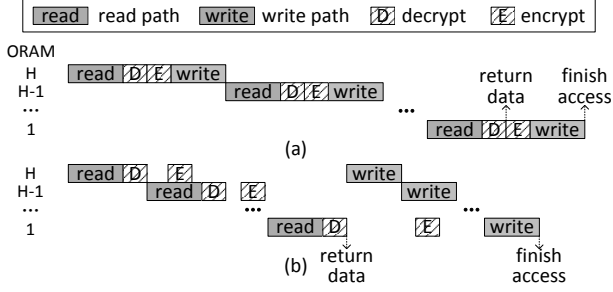 read read path write write path D decrypt E encrypt
ORAM
H read D E write
H-1 read D E write
... ...
1 read D E write
return data
finish access
(a)
H read D E write
H-1 read D E write
... ... ...
1 read D E write
return data
finish access
(b)